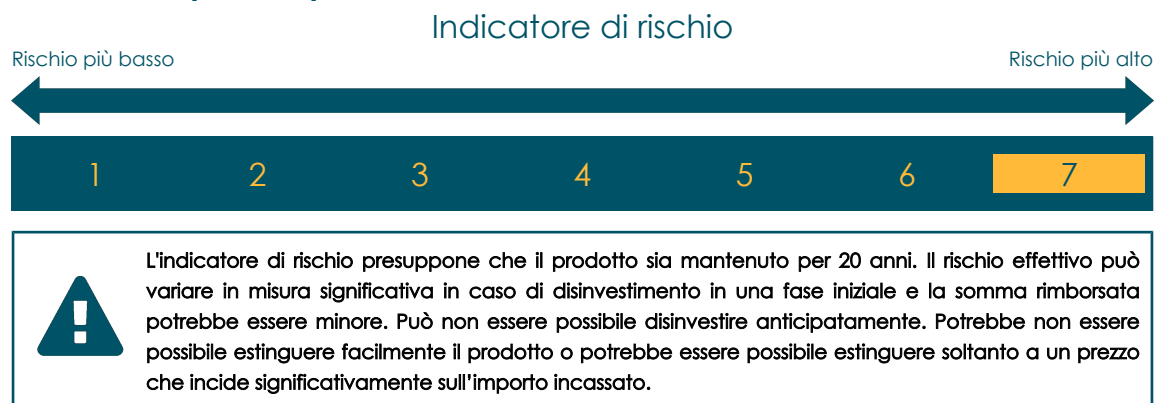 Indicatore di rischio
Rischio più basso
Rischio più alto
1 2 3 4 5 6 7
L'indicatore di rischio presuppone che il prodotto sia mantenuto per 20 anni. Il rischio effettivo può
variare in misura significativa in caso di disinvestimento in una fase iniziale e la somma rimborsata
potrebbe essere minore. Può non essere possibile disinvestire anticipatamente. Potrebbe non essere
possibile estinguere facilmente il prodotto o potrebbe essere possibile estinguere soltanto a un prezzo
che incide significativamente sull'importo incassato.